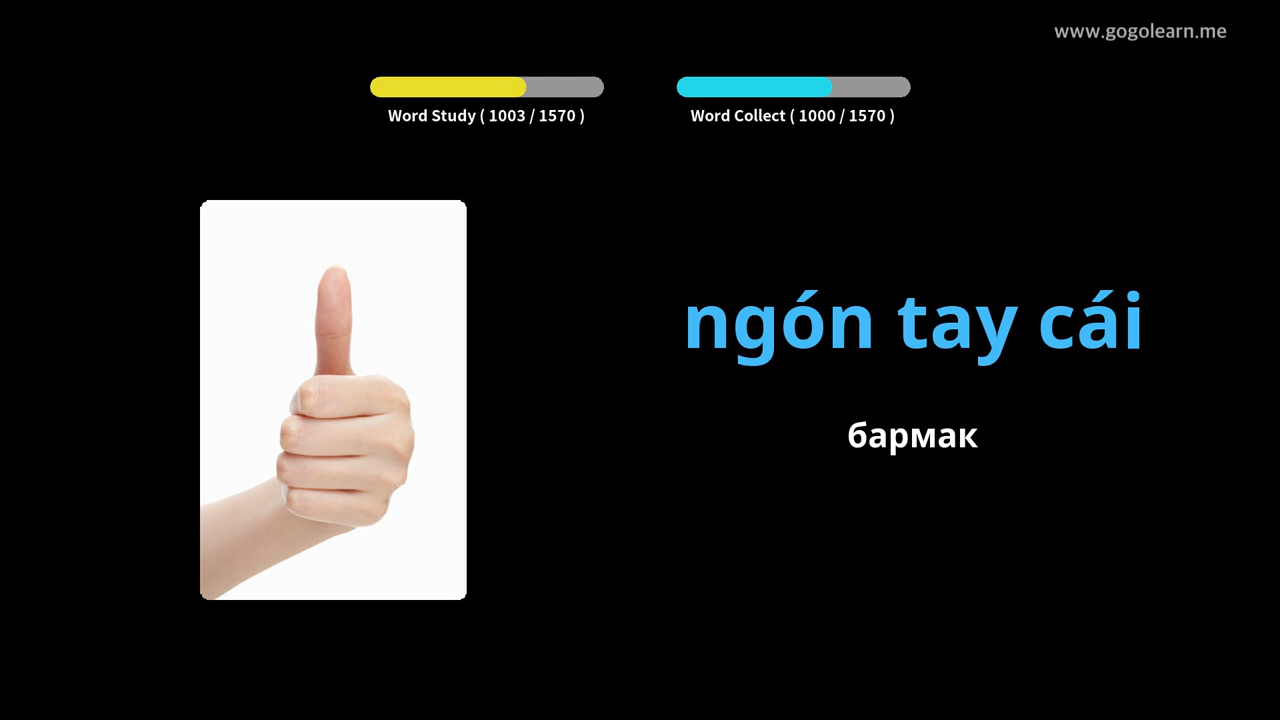 www.gogolearn.me
Word Study ( 1003 / 1570 )
Word Collect ( 1000 / 1570 )
ngón tay cái
бармак